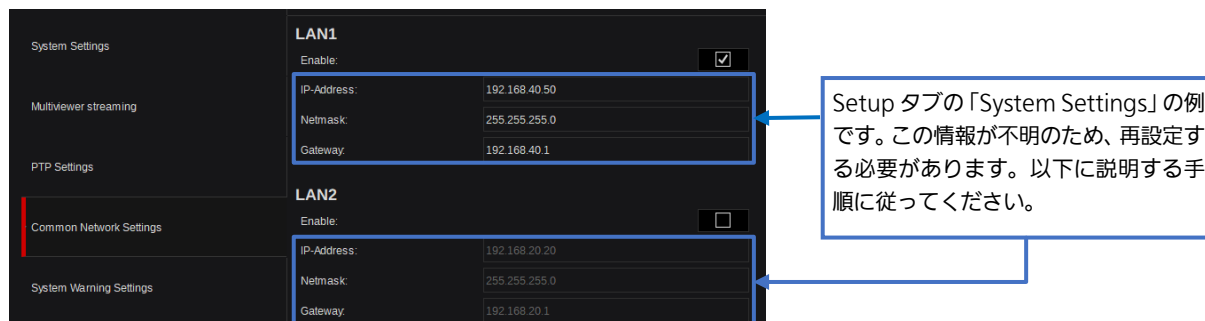 System Settings
Multiviewer streaming
PTP Settings
Common Network Settings
System Warning Settings
LAN1
Enable:
IP-Address: 192.168.40.50
Netmask: 255.255.255.0
Gateway: 192.168.40.1
LAN2
Enable:
IP-Address: 192.168.20.20
Netmask: 255.255.255.0
Gateway: 192.168.20.1
Setup タブの「System Settings」の例
です。この情報が不明のため、再設定す
る必要があります。以下に説明する手
順に従ってください。